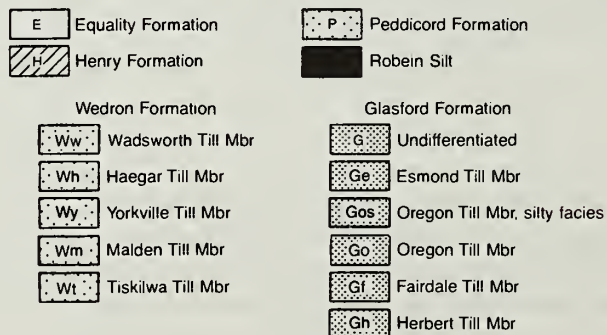 E Equality Formation
H Henry Formation
P Peddicord Formation
Robein Silt
Wedron Formation
Ww Wadsworth Till Mbr
Wh Haegar Till Mbr
Wy Yorkville Till Mbr
Wm Malden Till Mbr
Wt Tiskilwa Till Mbr
Glasford Formation
G Undifferentiated
Ge Esmond Till Mbr
Gos Oregon Till Mbr, silty facies
Go Oregon Till Mbr
Gf Fairdale Till Mbr
Gh Herbert Till Mbr